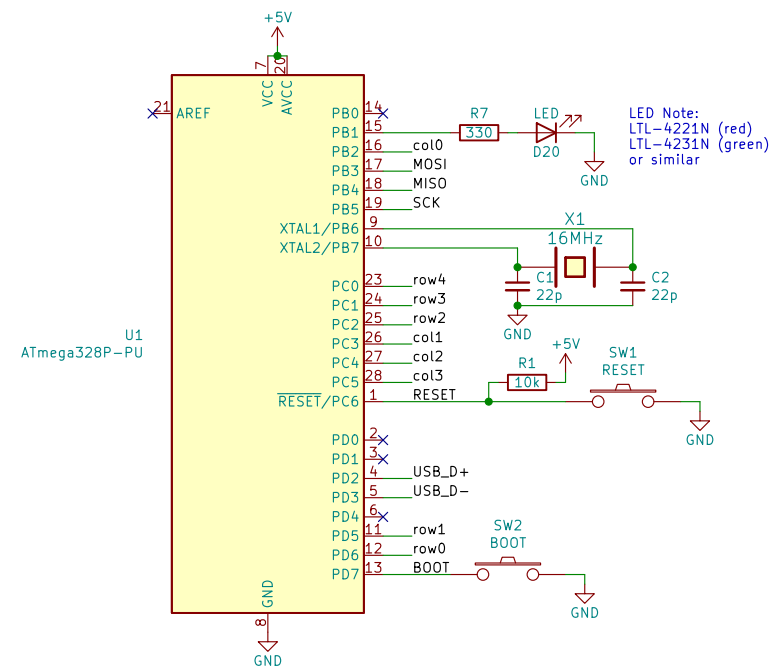 +5V
7
20
VCC
AVCC
21
AREF
PB0
14
PB1
15
R7
330
LED
D20
GND
LED Note:
LTL-4221N (red)
LTL-4231N (green)
or similar
PB2
16
col0
PB3
17
MOSI
PB4
18
MISO
PB5
19
SCK
XTAL1/PB6
9
XTAL2/PB7
10
X1
16MHz
C1
22p
C2
22p
GND
PC0
23
row4
PC1
24
row3
PC2
25
row2
PC3
26
col1
PC4
27
col2
PC5
28
col3
RESET/PC6
1
RESET
U1
ATmega328P-PU
R1
10k
+5V
SW1
RESET
GND
PD0
2
PD1
3
PD2
4
USB_D+
PD3
5
USB_D-
PD4
6
PD5
11
row1
PD6
12
row0
PD7
13
BOOT
SW2
BOOT
GND
GND
8
GND